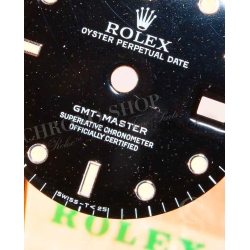 ROLEX
OYSTER PERPETUAL DATE
GMT-MASTER
SUPERLATIVE CHRONOMETER
OFFICIALLY CERTIFIED
SWISS - T < 25
ROLEX